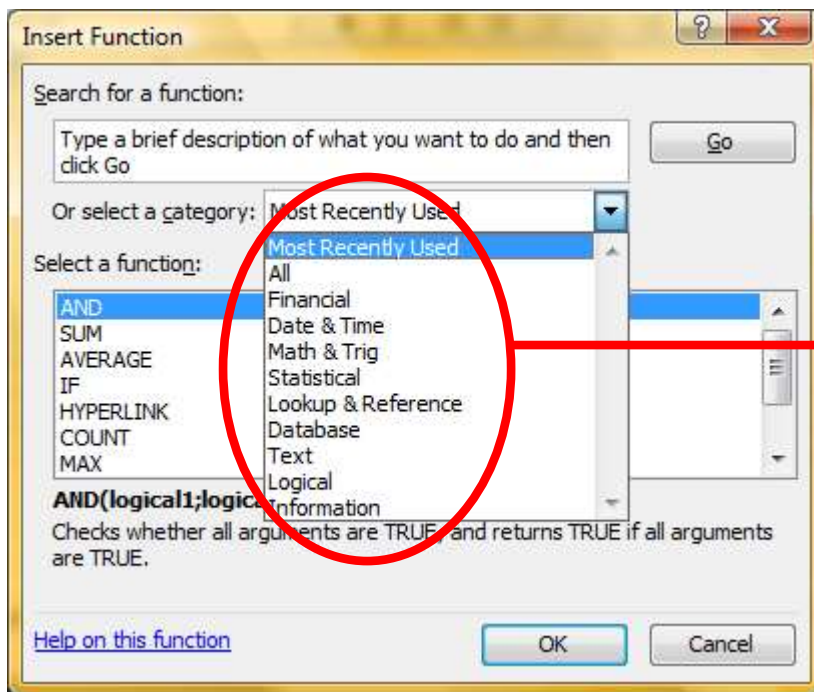 Insert Function
Search for a function:
Type a brief description of what you want to do and then
click Go
Go
Or select a category:
Most Recently Used
Most Recently Used
All
Financial
Date & Time
Math & Trig
Statistical
Lookup & Reference
Database
Text
Logical
Information
Select a function:
AND
SUM
AVERAGE
IF
HYPERLINK
COUNT
MAX
AND(logical1;logica
Checks whether all arguments are TRUE, and returns TRUE if all arguments
are TRUE.
Help on this function
OK
Cancel